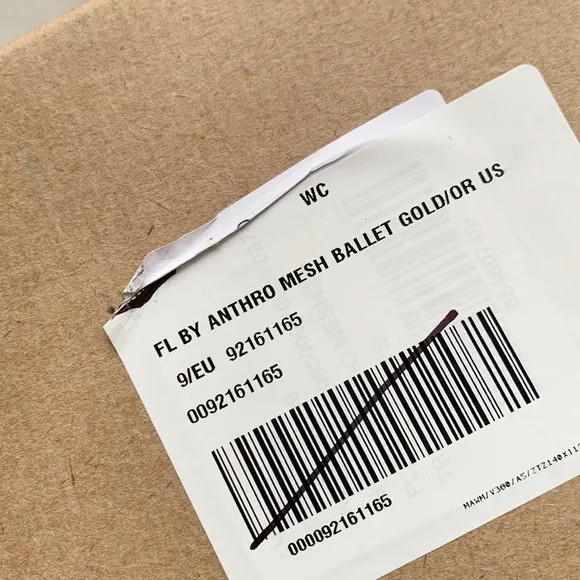 WC
FL BY ANTHRO MESH BALLET GOLD/OR US
9/EU 92161165
0092161165
000092161165